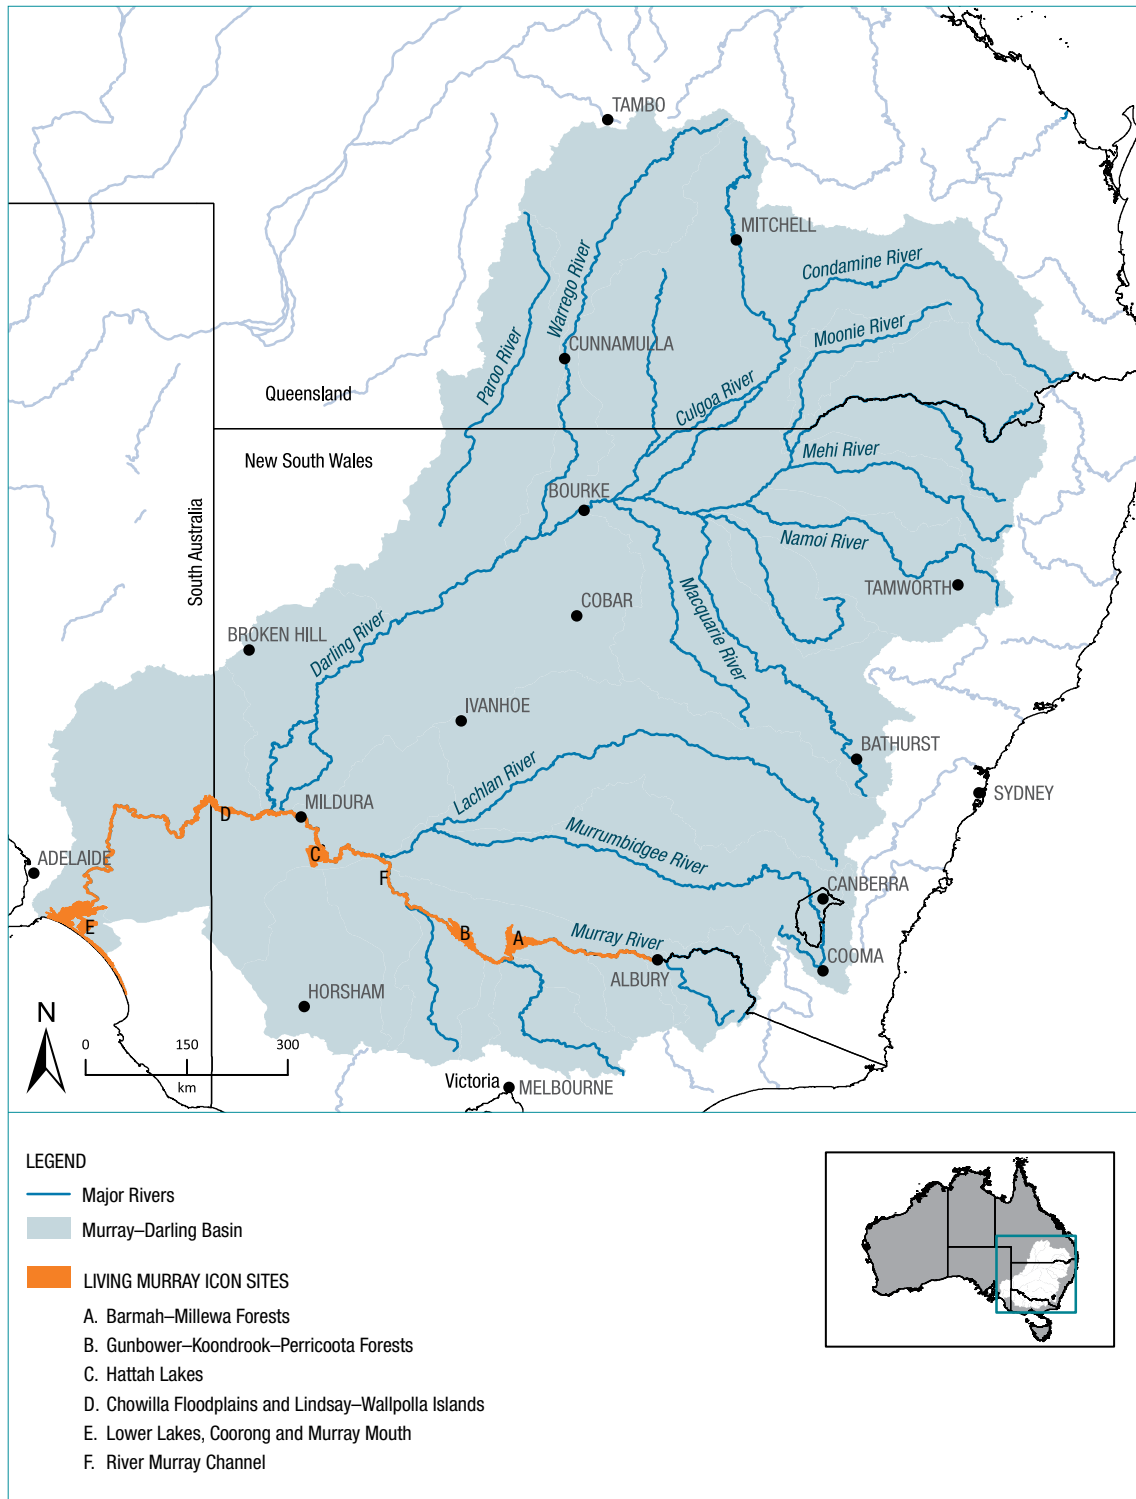 TAMBO
MITCHELL
Condamine River
Warrego River
Moonie River
CUNNAMULLA
Paroo River
Culgoa River
Queensland
New South Wales
Mehi River
BOURKE
South Australia
Namoi River
TAMWORTH
COBAR
Macquarie River
BROKEN HILL
Darling River
IVANHOE
BATHURST
Lachlan River
SYDNEY
MILDURA
D
Murrumbidgee River
ADELAIDE
C
F
CANBERRA
E
B
A
Murray River
COOMA
ALBURY
HORSHAM
N
0 150 300
km
Victoria
MELBOURNE
LEGEND
Major Rivers
Murray–Darling Basin
LIVING MURRAY ICON SITES
A. Barmah–Millewa Forests
B. Gunbower–Koondrook–Perricoota Forests
C. Hattah Lakes
D. Chowilla Floodplains and Lindsay–Wallpolla Islands
E. Lower Lakes, Coorong and Murray Mouth
F. River Murray Channel